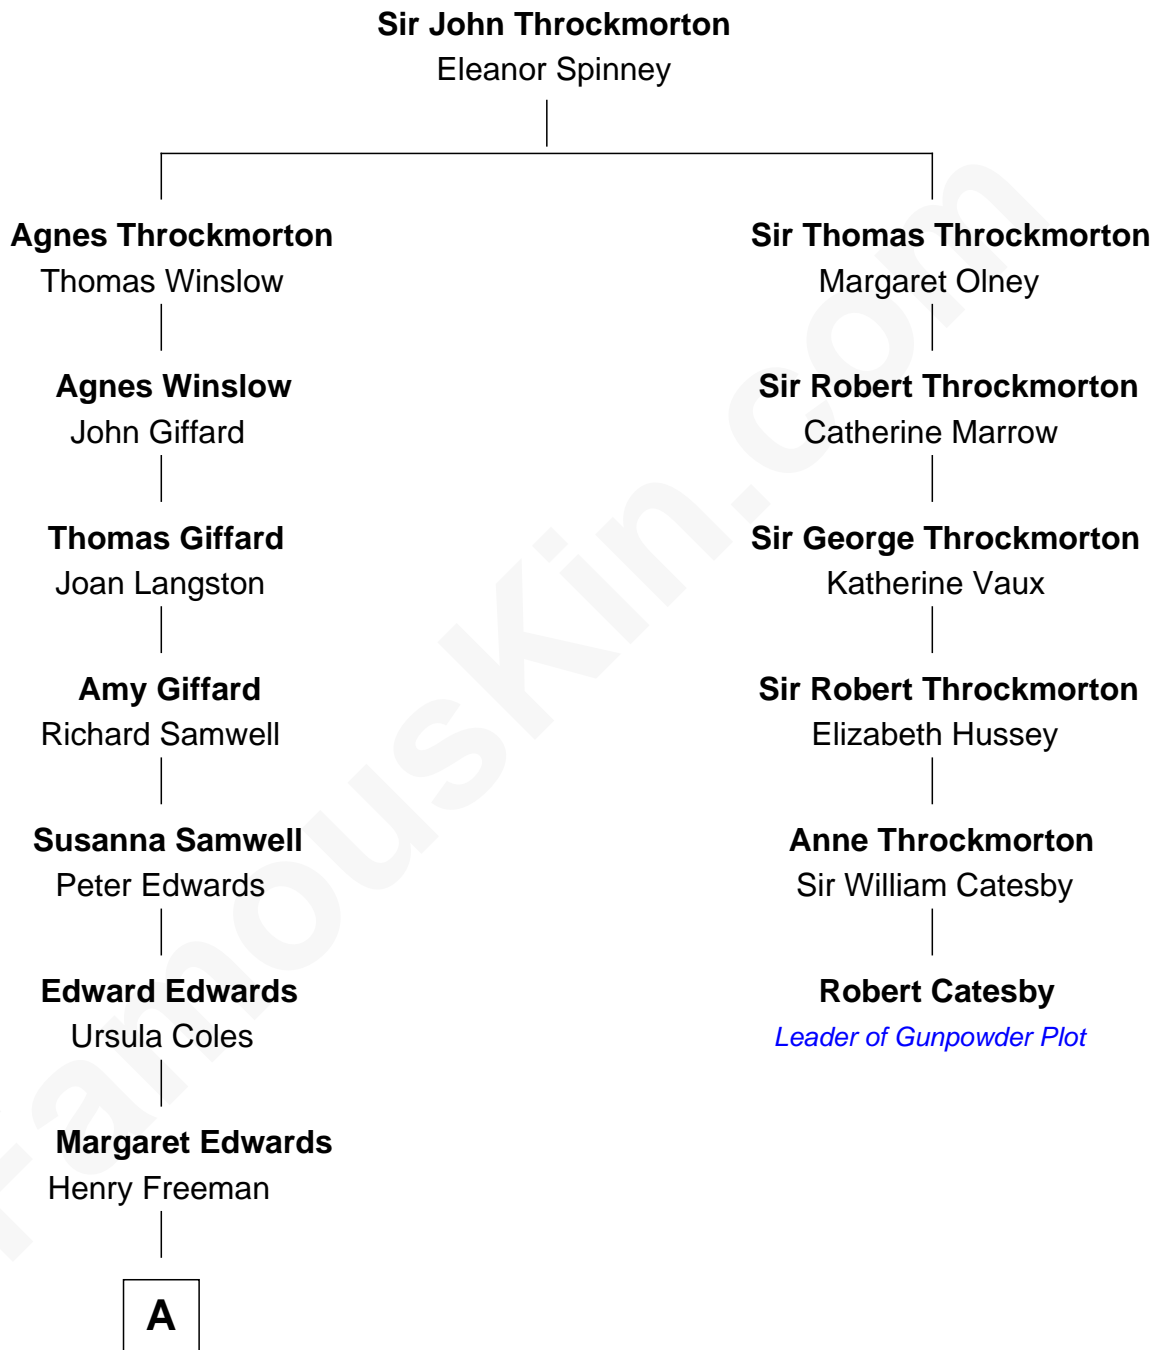 Sir John Throckmorton
Eleanor Spinney
Agnes Throckmorton
Thomas Winslow
Sir Thomas Throckmorton
Margaret Olney
Agnes Winslow
John Giffard
Sir Robert Throckmorton
Catherine Marrow
Thomas Giffard
Joan Langston
Sir George Throckmorton
Katherine Vaux
Amy Giffard
Richard Samwell
Sir Robert Throckmorton
Elizabeth Hussey
Susanna Samwell
Peter Edwards
Anne Throckmorton
Sir William Catesby
Edward Edwards
Ursula Coles
Robert Catesby
Leader of Gunpowder Plot
Margaret Edwards
Henry Freeman
A
FamousKin.com